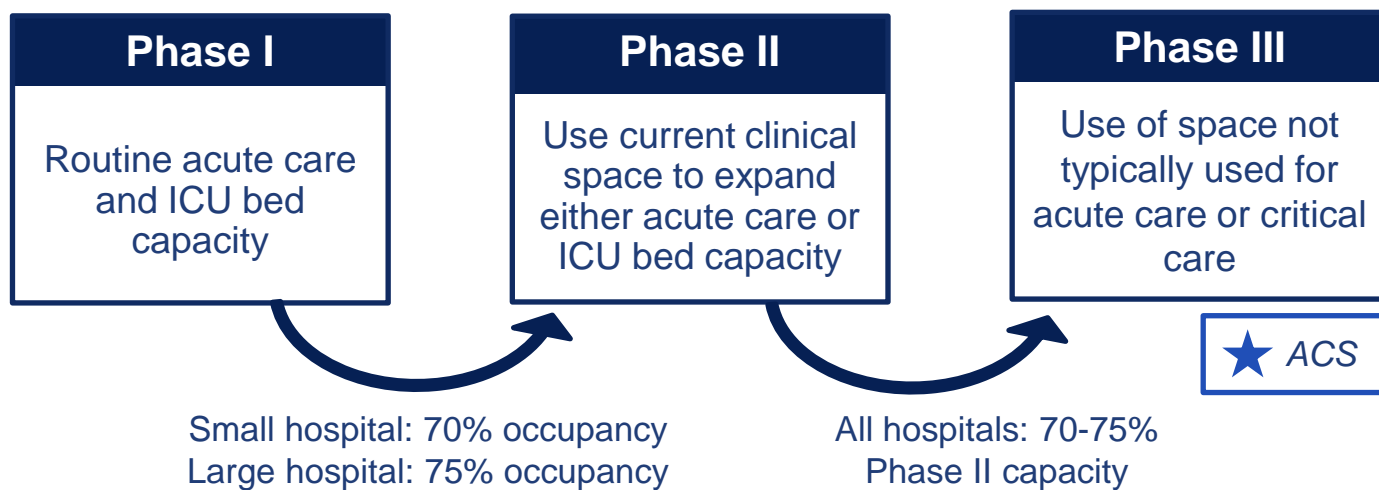 Phase I
Routine acute care
and ICU bed
capacity
Phase II
Use current clinical
space to expand
either acute care or
ICU bed capacity
Phase III
Use of space not
typically used for
acute care or critical
care
ACS
Small hospital: 70% occupancy
Large hospital: 75% occupancy
All hospitals: 70-75%
Phase II capacity